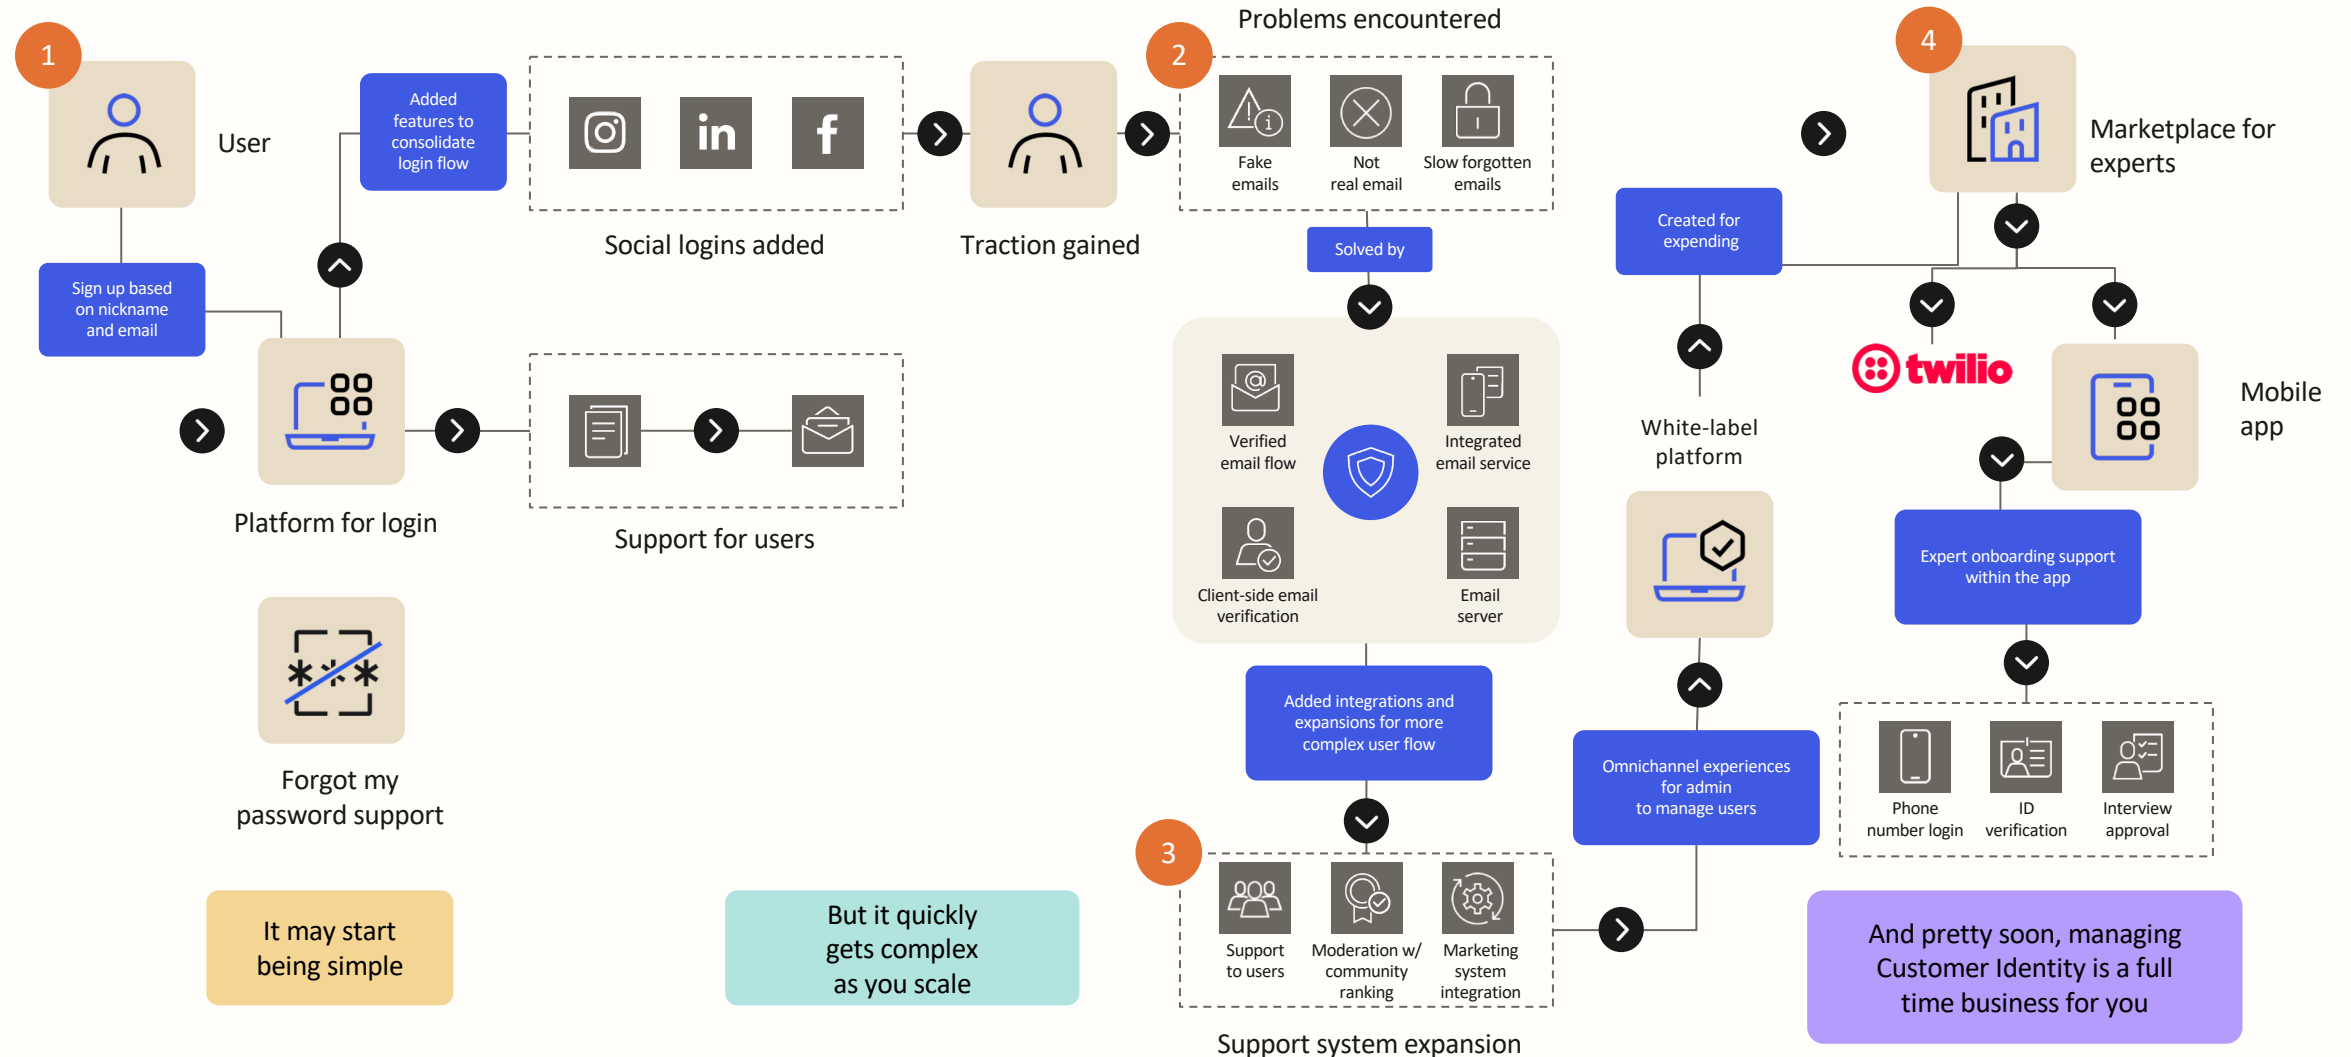 1
User
Sign up based
on nickname
and email
Added
features to
consolidate
login flow
Social logins added
Platform for login
Support for users
Forgot my
password support
Traction gained
2
Problems encountered
Fake
emails
Not
real email
Slow forgotten
emails
Solved by
Verified
email flow
Integrated
email service
Client-side email
verification
Email
server
Added integrations and
expansions for more
complex user flow
3
Support
to users
Moderation w/
community
ranking
Marketing
system
integration
Support system expansion
Omnichannel experiences
for admin
to manage users
White-label
platform
Created for
expending
4
Marketplace for
experts
twilio
Mobile
app
Expert onboarding support
within the app
Phone
number login
ID
verification
Interview
approval
It may start
being simple
But it quickly
gets complex
as you scale
And pretty soon, managing
Customer Identity is a full
time business for you